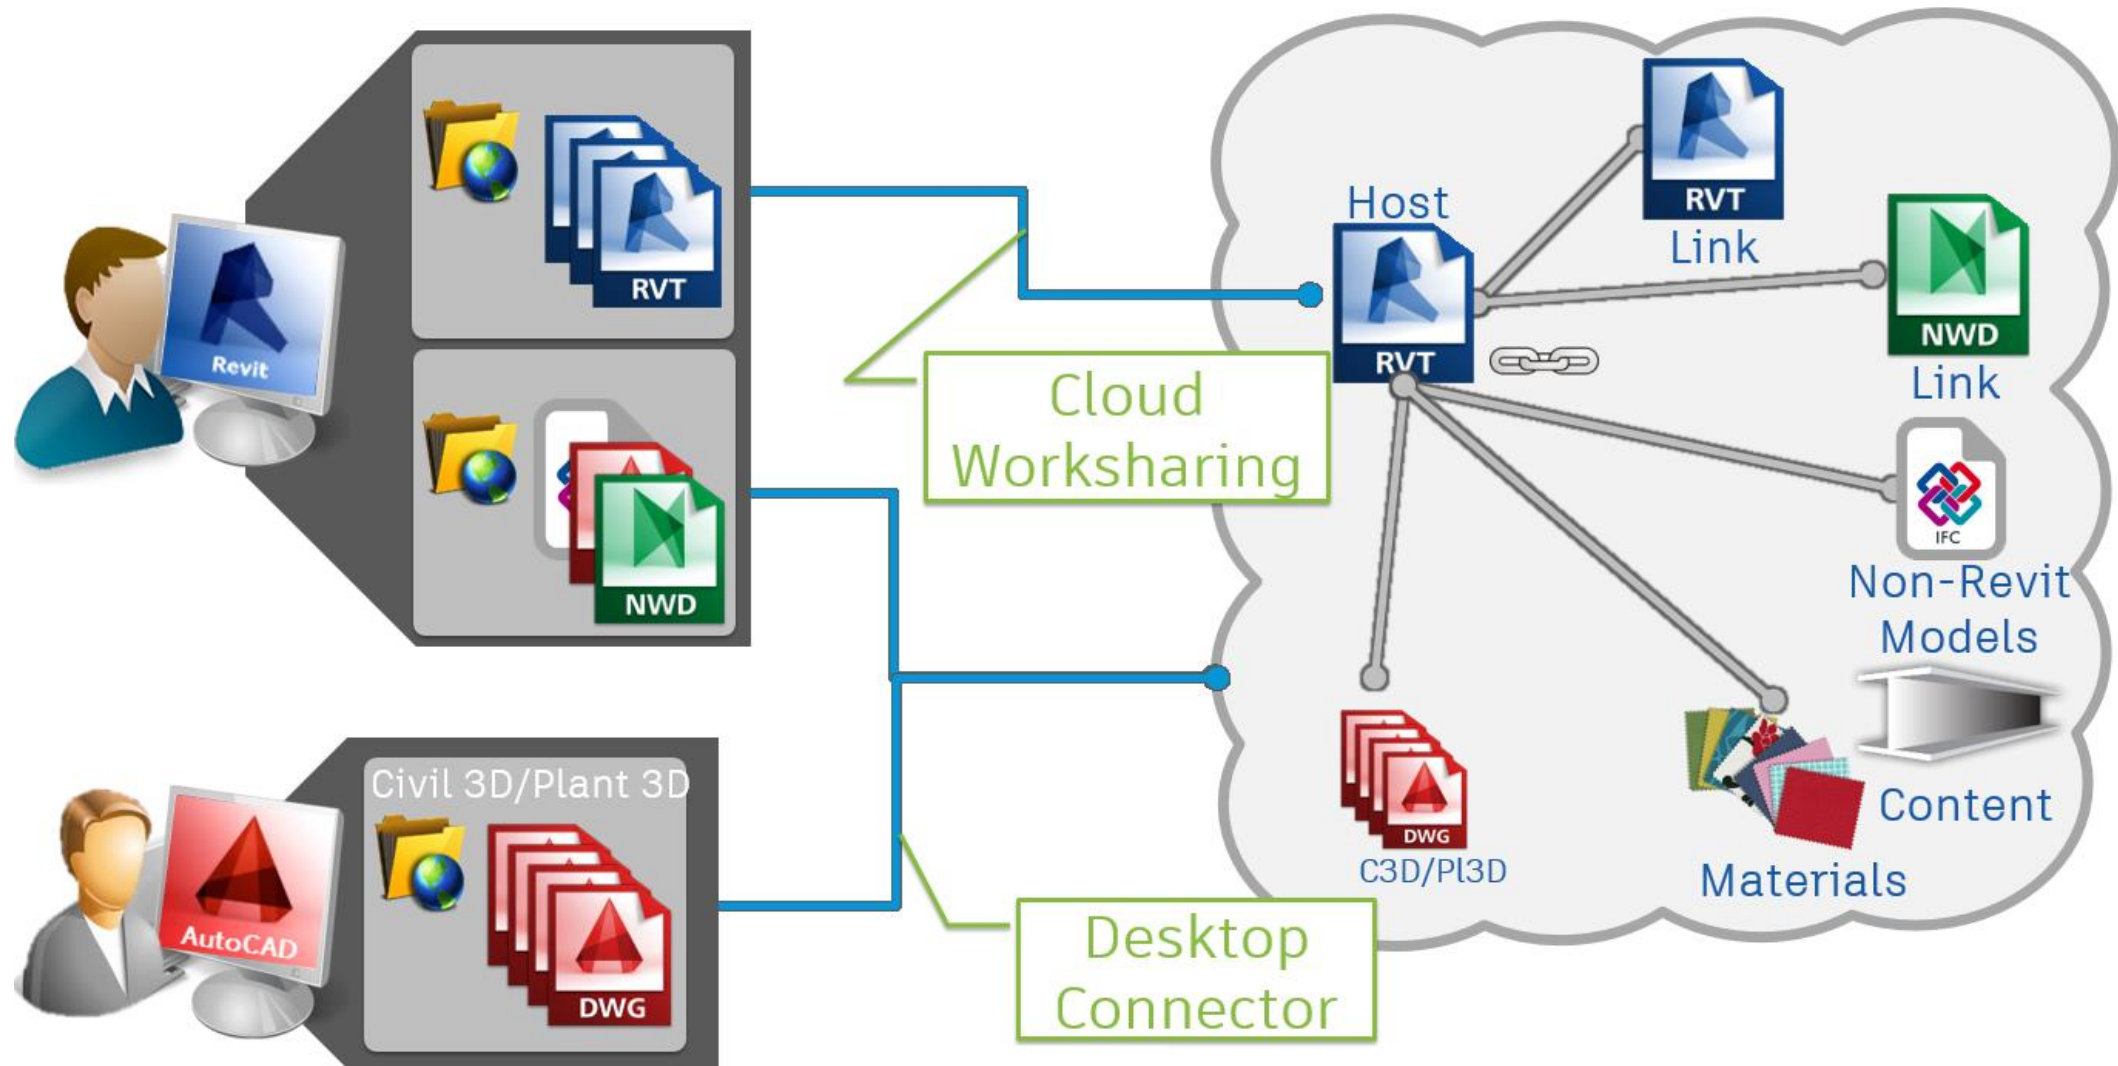 Revit
RVT
NWD
Civil 3D/Plant 3D
AutoCAD
DWG
Cloud
Worksharing
Desktop
Connector
Host
RVT
RVT
Link
NWD
Link
IFC
Non-Revit
Models
Content
Materials
DWG
C3D/Pl3D